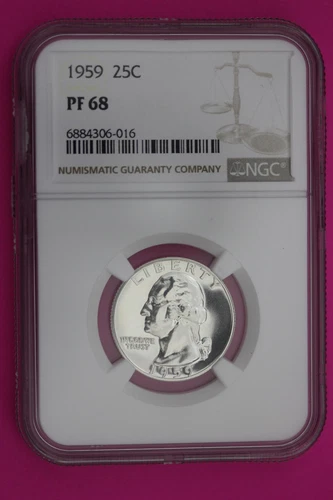 1959 25C
PF 68
6884306-016
NUMISMATIC GUARANTY COMPANY
NGC
LIBERTY
IN GOD WE
TRUST
1959